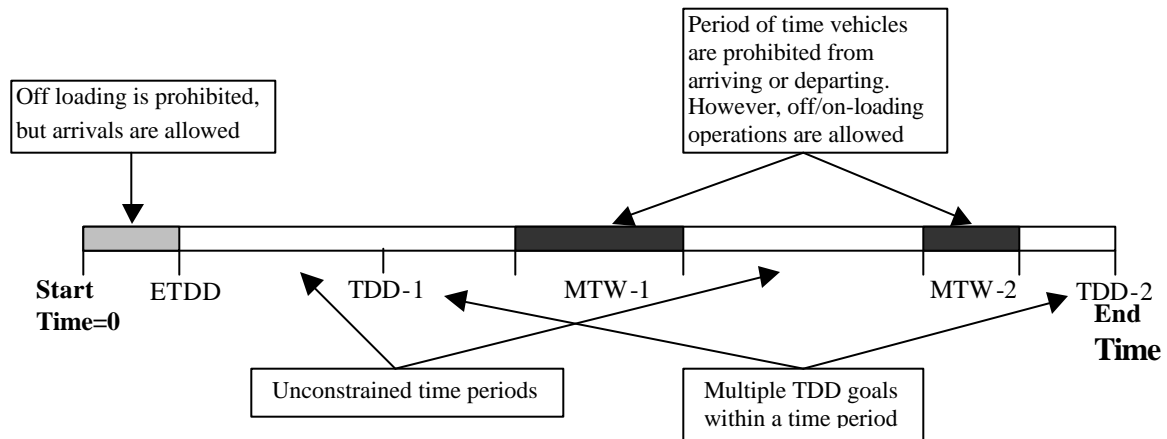 Period of time vehicles
are prohibited from
arriving or departing.
However, off/on-loading
operations are allowed
Off loading is prohibited,
but arrivals are allowed
Start
Time=0
ETDD
TDD-1
MTW-1
MTW-2
TDD-2
End
Time
Unconstrained time periods
Multiple TDD goals
within a time period